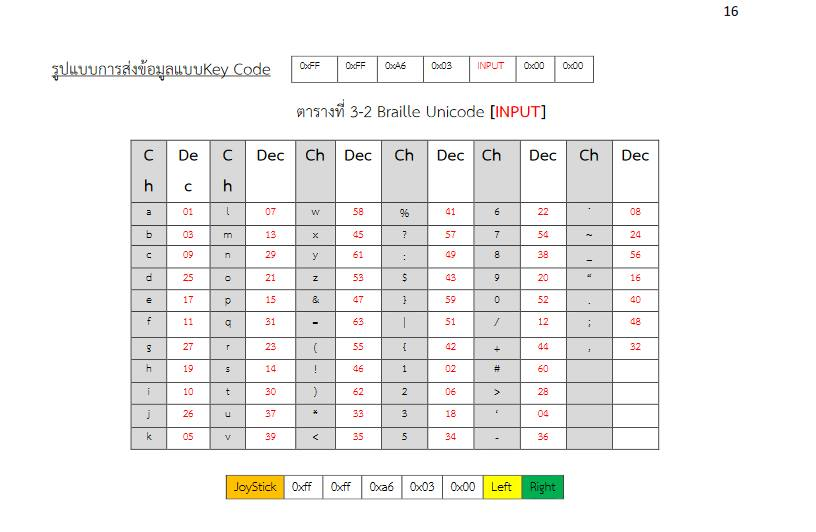 16
รูปแบบการส่งข้อมูลแบบKey Code 0xFF 0xFF 0xA6 0x03 INPUT 0x00 0x00
ตารางที่ 3-2 Braille Unicode [INPUT]
Ch Dec Ch Dec Ch Dec Ch Dec Ch Dec Ch Dec
a 01 l 07 w 58 % 41 6 22 ` 08
b 03 m 13 x 45 ? 57 7 54 ~ 24
c 09 n 29 y 61 : 49 8 38 _ 56
d 25 o 21 z 53 $ 43 9 20 “ 16
e 17 p 15 & 47 } 59 0 52 . 40
f 11 q 31 = 63 | 51 / 12 ; 48
g 27 r 23 ( 55 { 42 + 44 , 32
h 19 s 14 ! 46 1 02 # 60
i 10 t 30 ) 62 2 06 > 28
j 26 u 37 * 33 3 18 ‘ 04
k 05 v 39 < 35 5 34 - 36
JoyStick 0xff 0xff 0xa6 0x03 0x00 Left Right